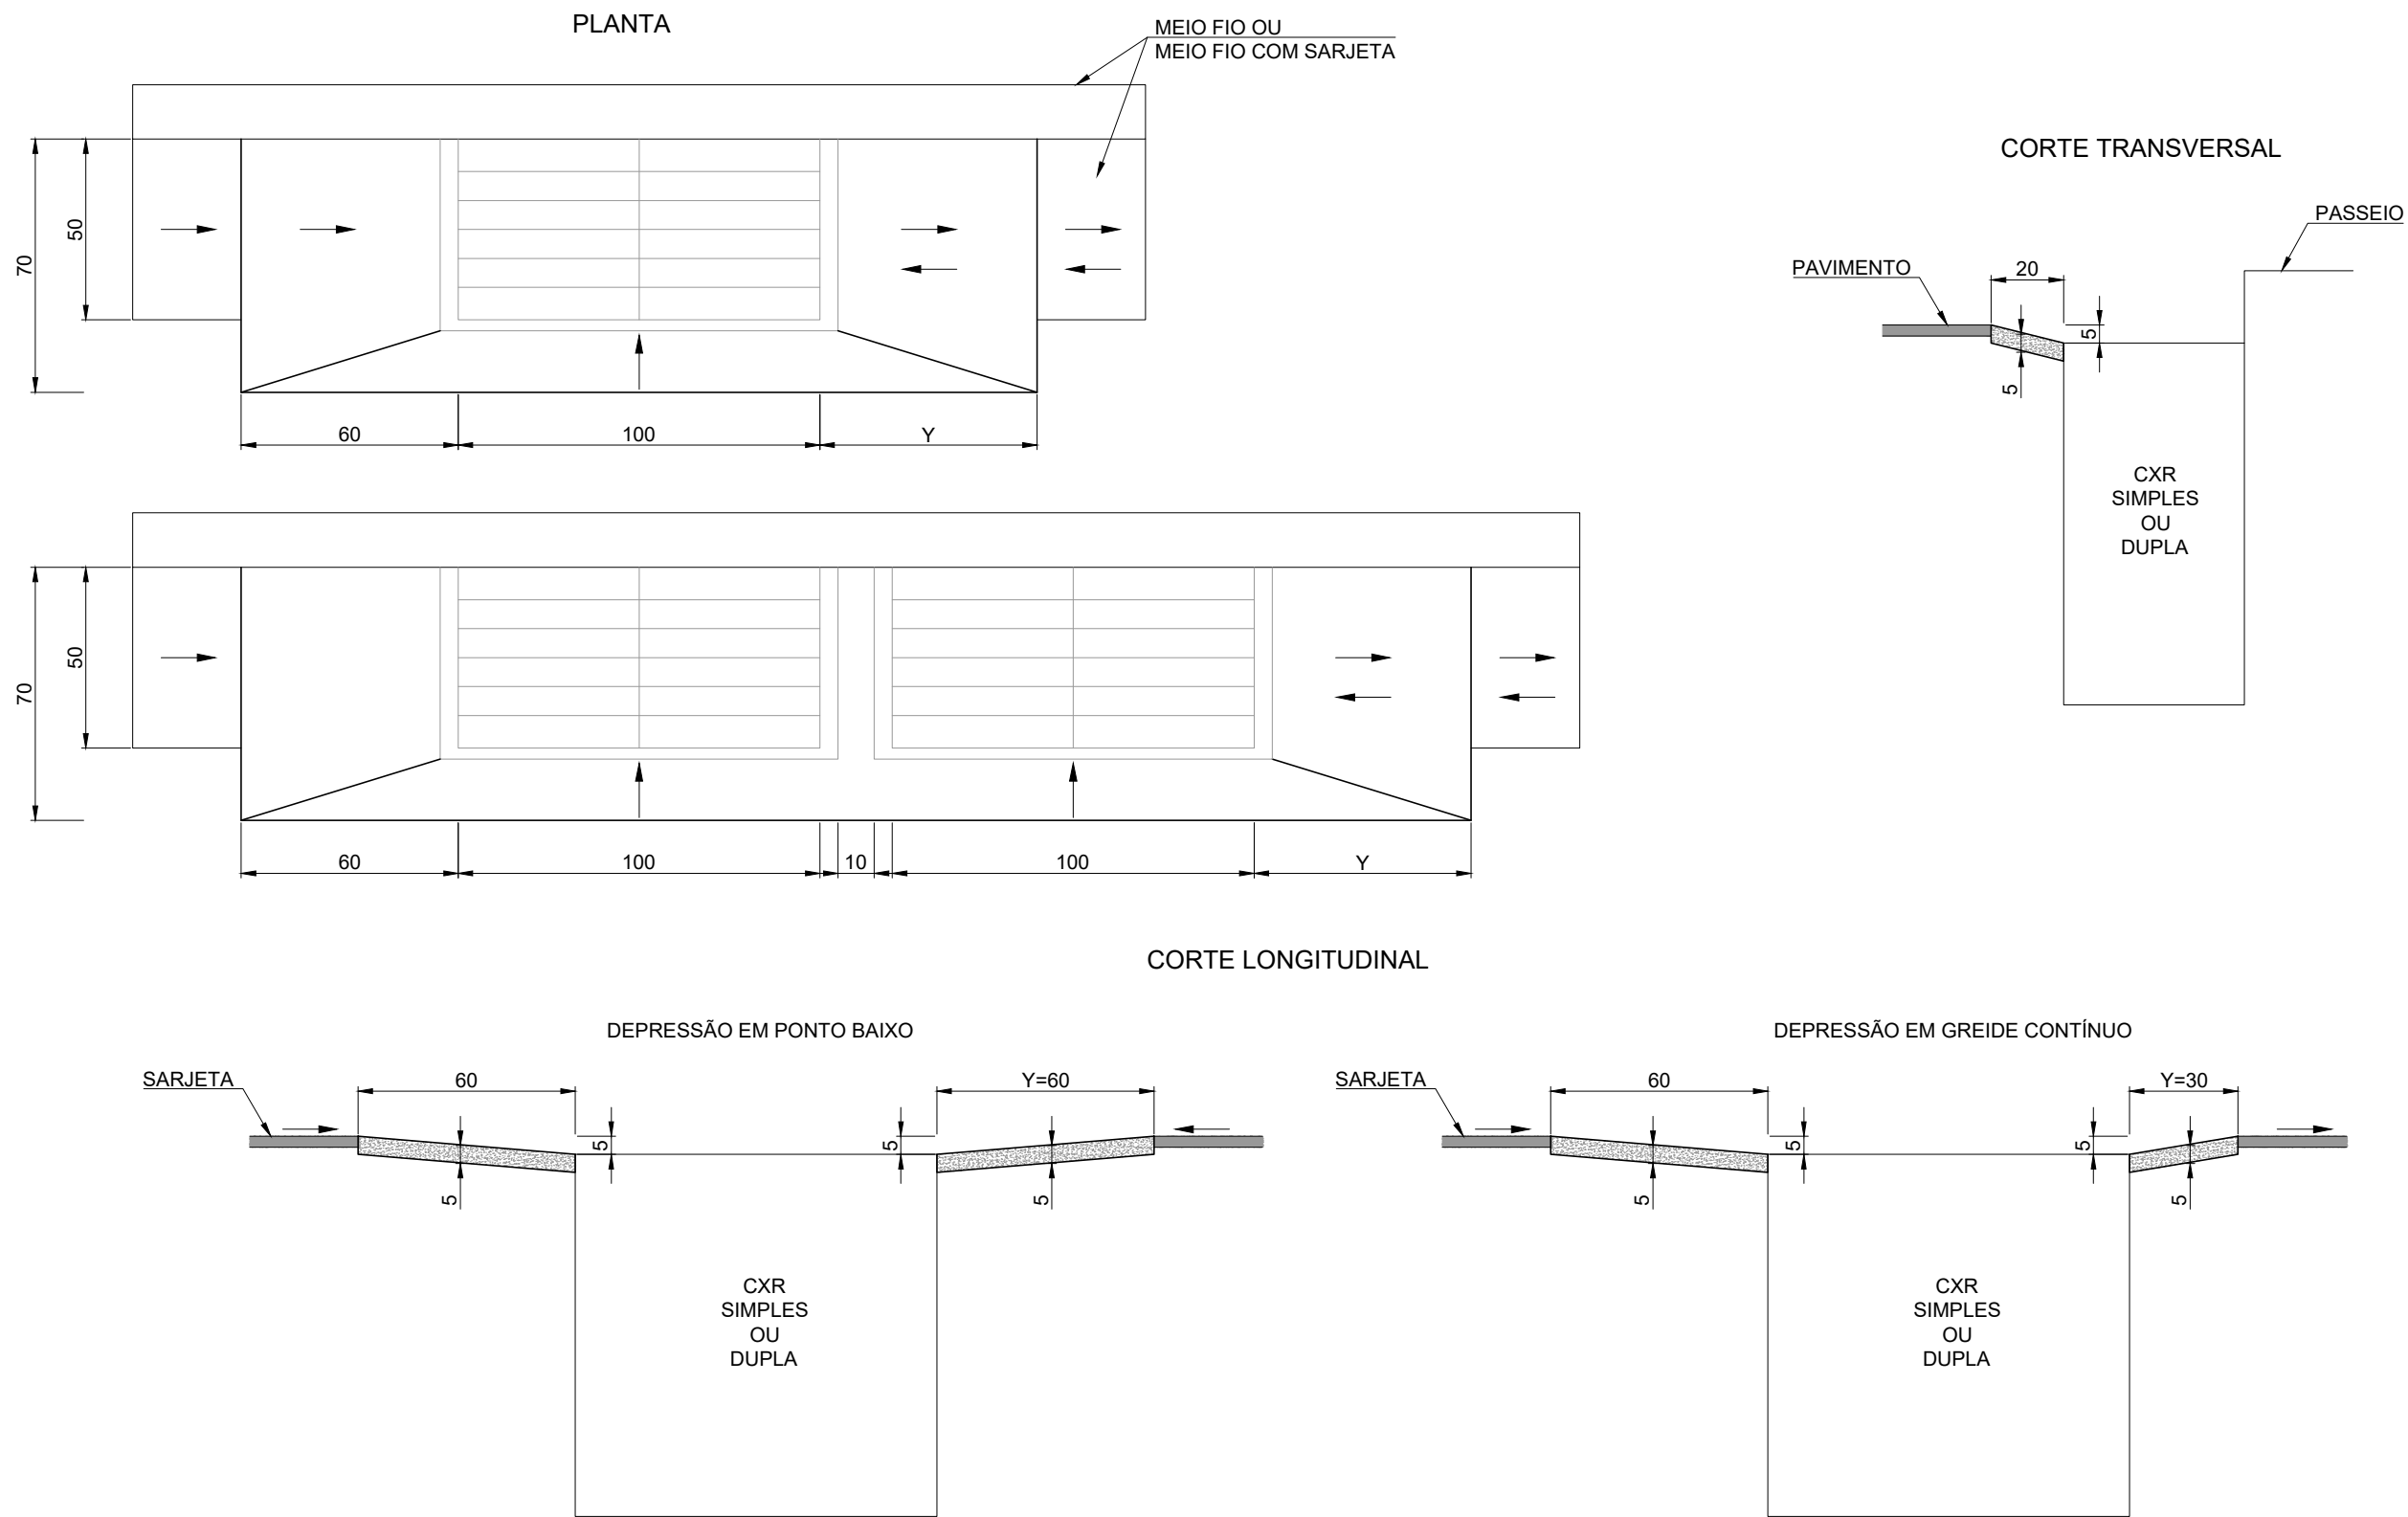 PLANTA
MEIO FIO OU
MEIO FIO COM SARJETA
50
70
60
100
Y
CORTE TRANSVERSAL
PASSEIO
PAVIMENTO
20
5
5
CXR
SIMPLES
OU
DUPLA
50
70
60
100
10
100
Y
CORTE LONGITUDINAL
DEPRESSÃO EM PONTO BAIXO
SARJETA
60
Y=60
5
5
5
5
CXR
SIMPLES
OU
DUPLA
DEPRESSÃO EM GREIDE CONTÍNUO
SARJETA
60
Y=30
5
5
5
5
CXR
SIMPLES
OU
DUPLA